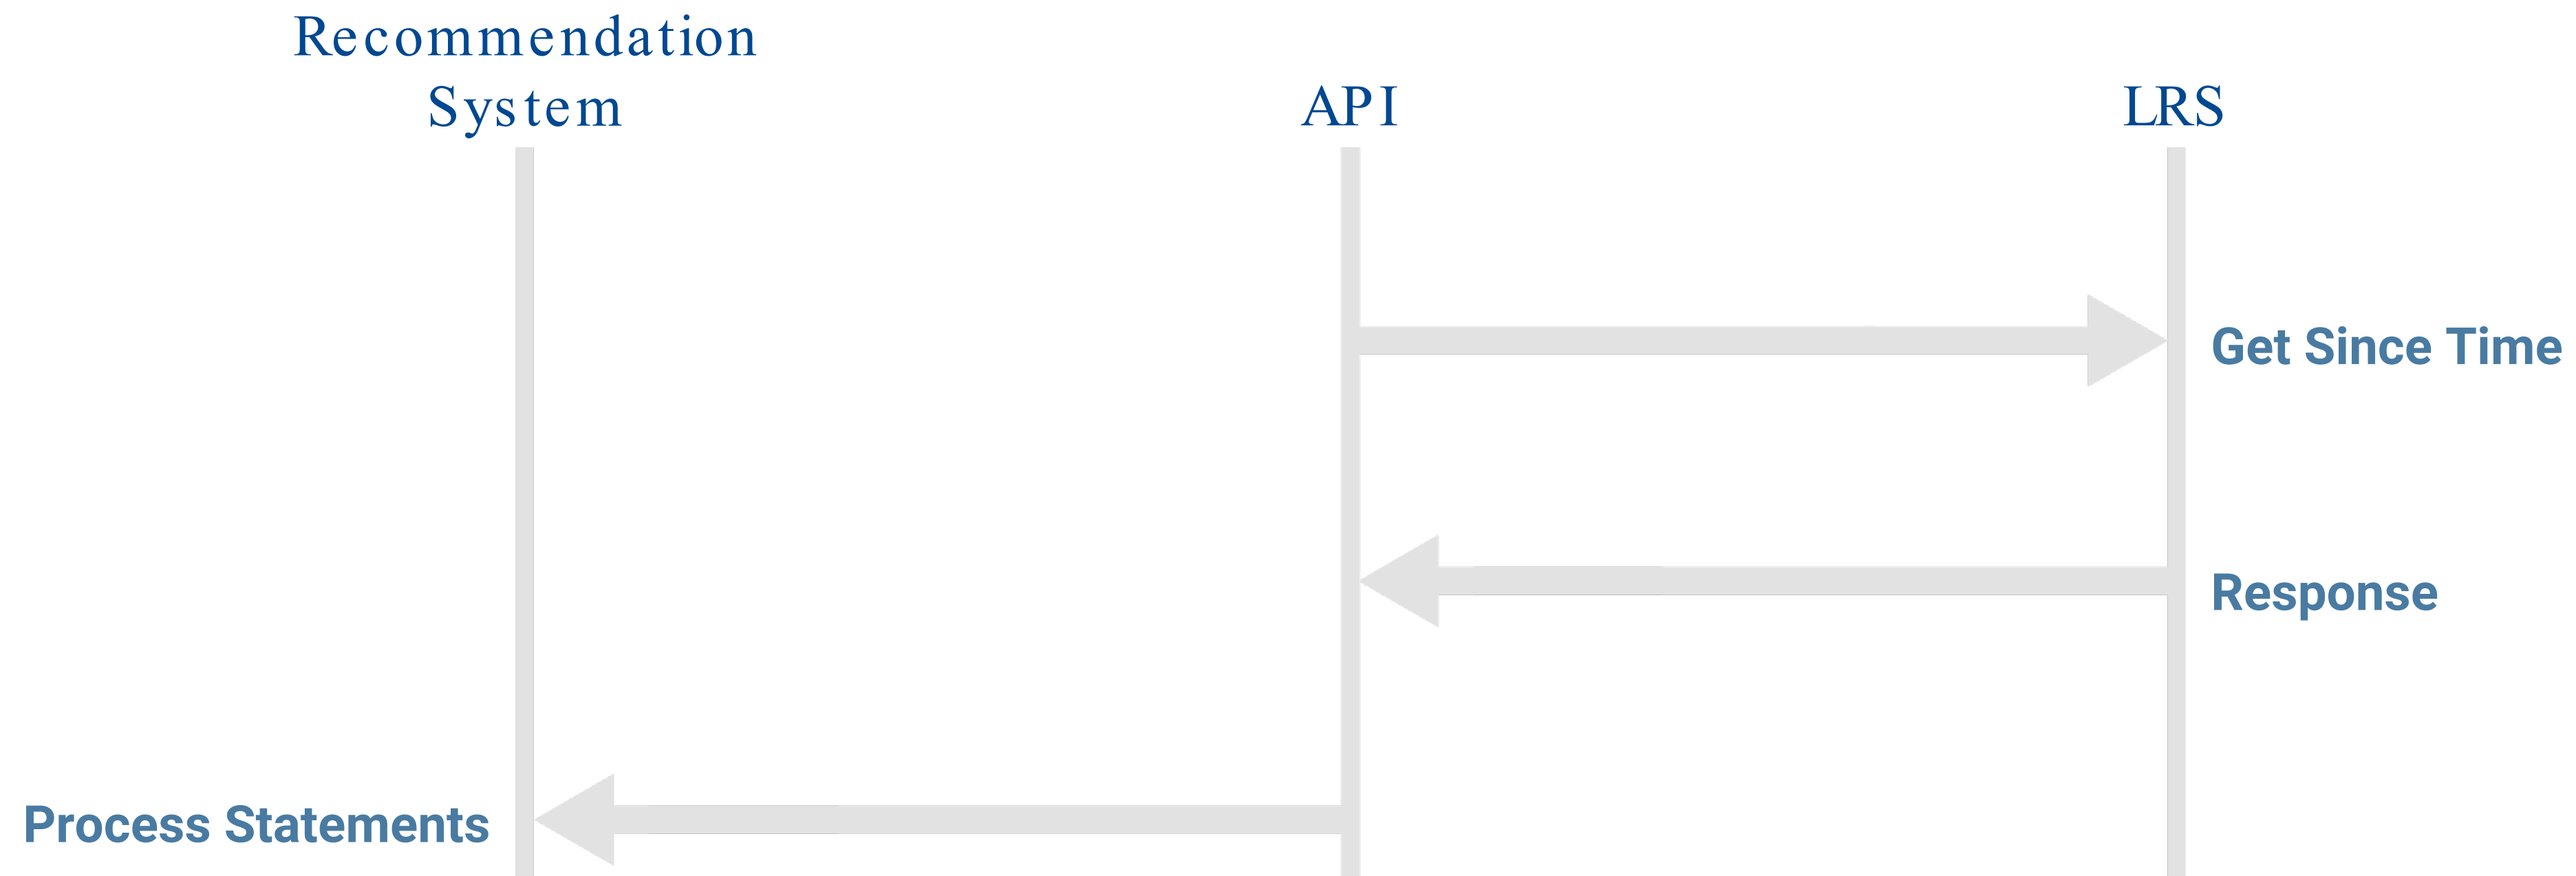 Recommendation
System
API
LRS
Get Since Time
Response
Process Statements